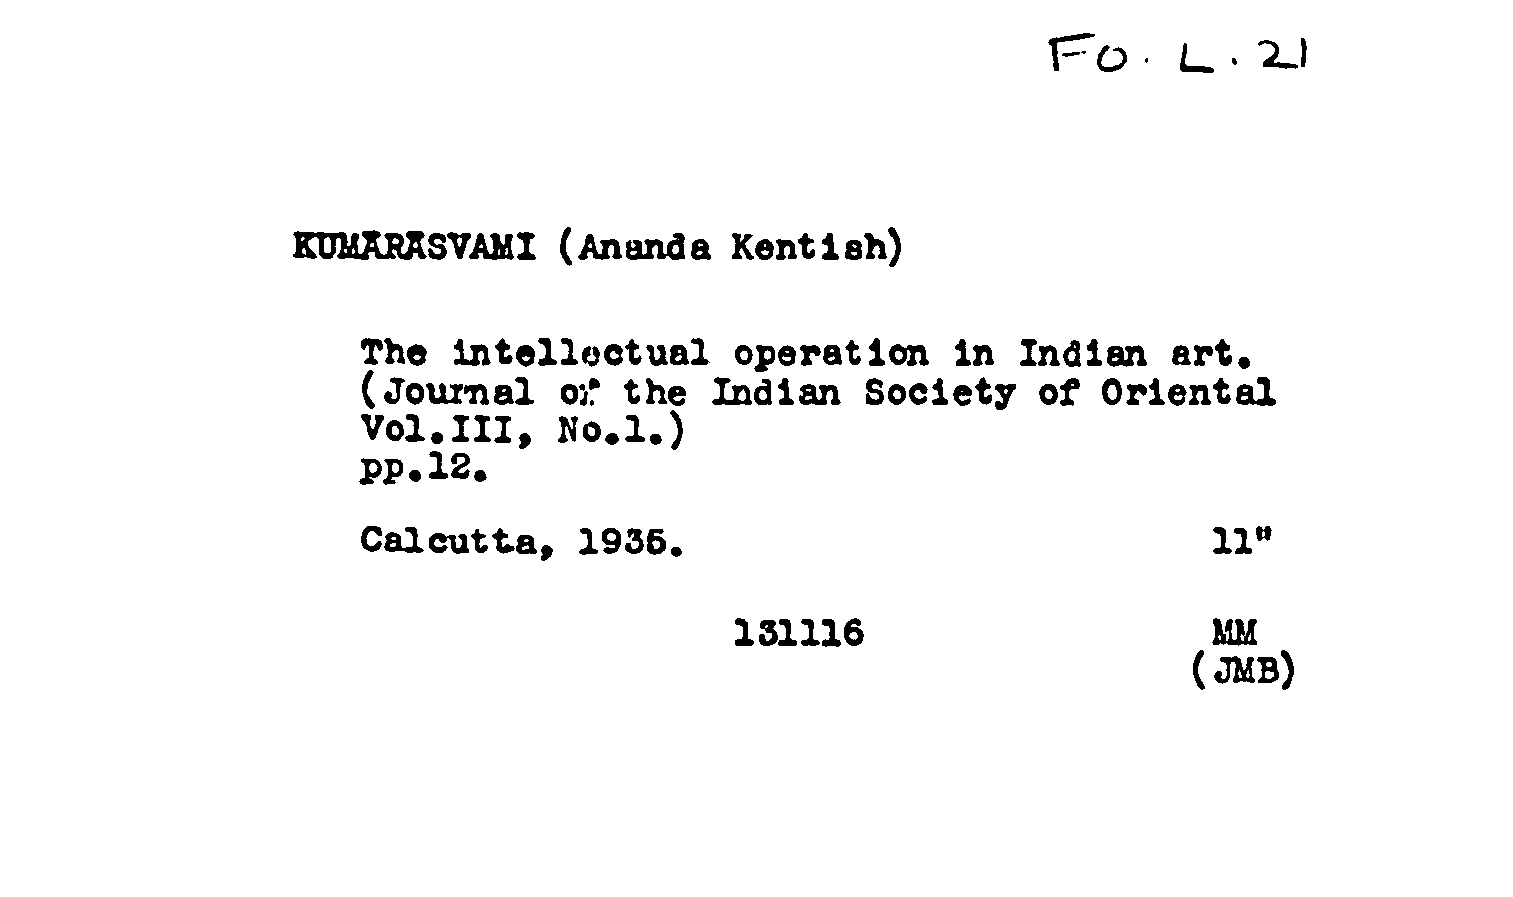 FO. L. 21
KUMĀRĀSVAMI (Ananda Kentish)
The intellectual operation in Indian art.
(Journal of the Indian Society of Oriental
Vol.III, No.1.)
pp.12.
Calcutta, 1935. 11"
131116 MM
(JMB)